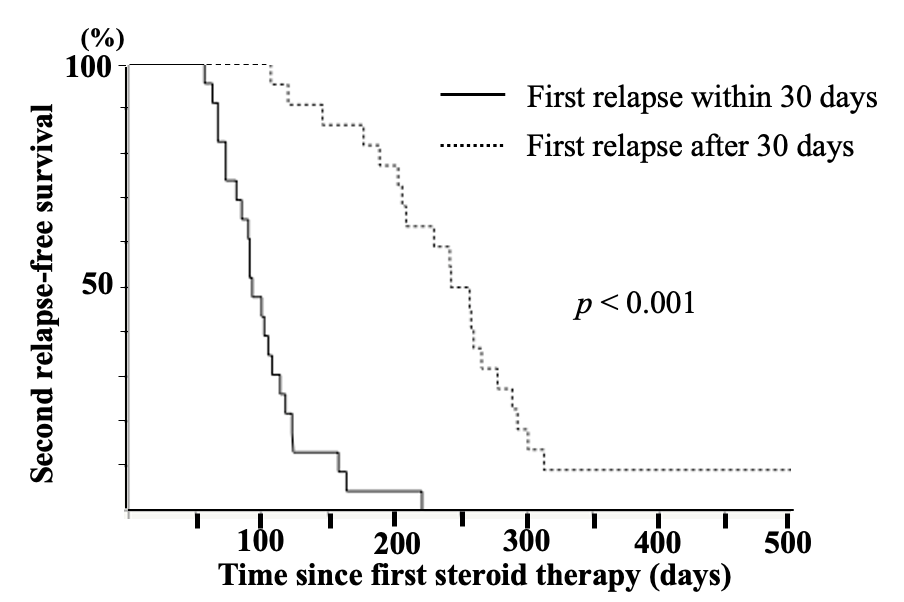 (%)
100
50
Second relapse-free survival
First relapse within 30 days
First relapse after 30 days
p < 0.001
100 200 300 400 500
Time since first steroid therapy (days)